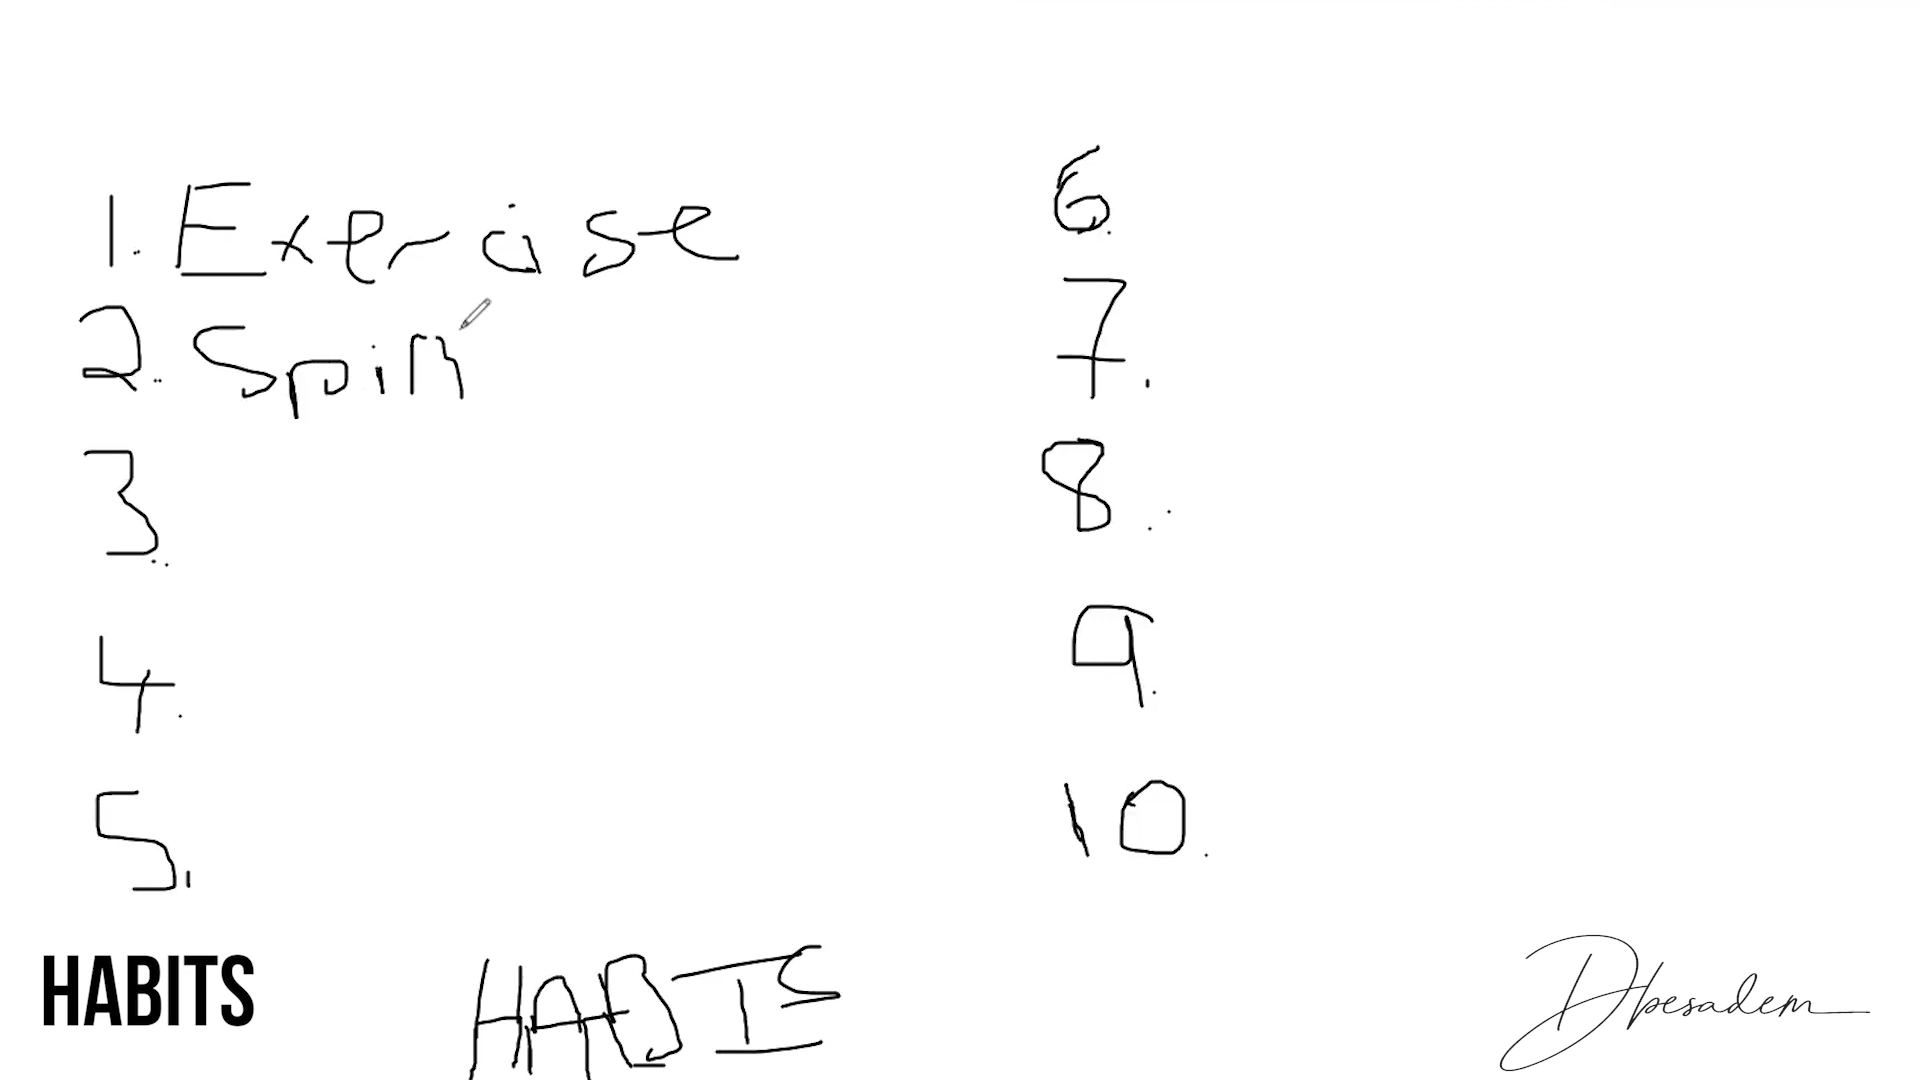 1. Exercise
2. Spin
3.
4.
5.
6.
7.
8.
9.
10.
HABITS
HABIS
Dbesadem